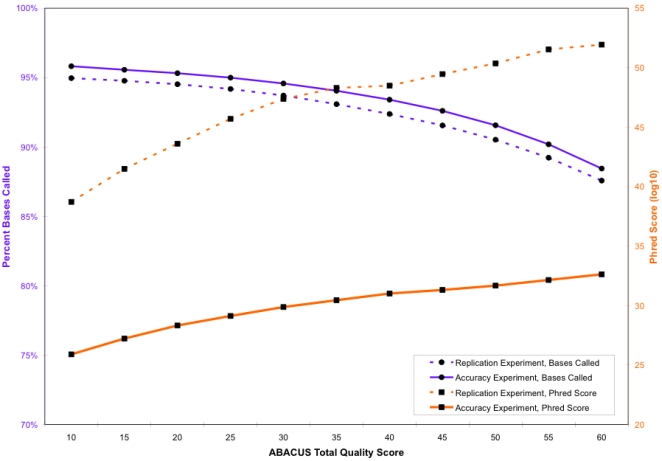 100%
95%
90%
85%
80%
75%
70%
Percent Bases Called
55
50
45
40
35
30
25
20
Phred Score (log10)
Replication Experiment, Bases Called
Accuracy Experiment, Bases Called
Replication Experiment, Phred Score
Accuracy Experiment, Phred Score
10 15 20 25 30 35 40 45 50 55 60
ABACUS Total Quality Score